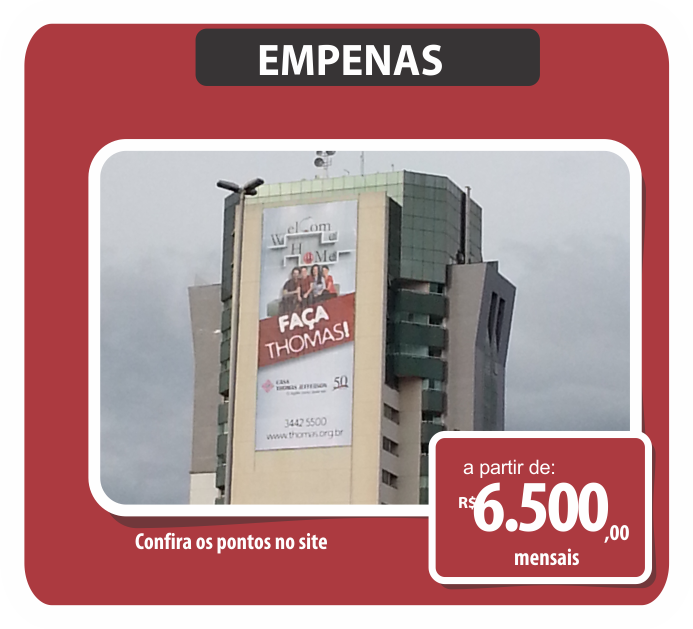 EMPENAS
Welcome
HoMe
FAÇA
THOMAS!
CASA
THOMAS JEFFERSON
50
3442 5500
www.thomas.org.br
a partir de:
R$6.500,00
mensais
Confira os pontos no site